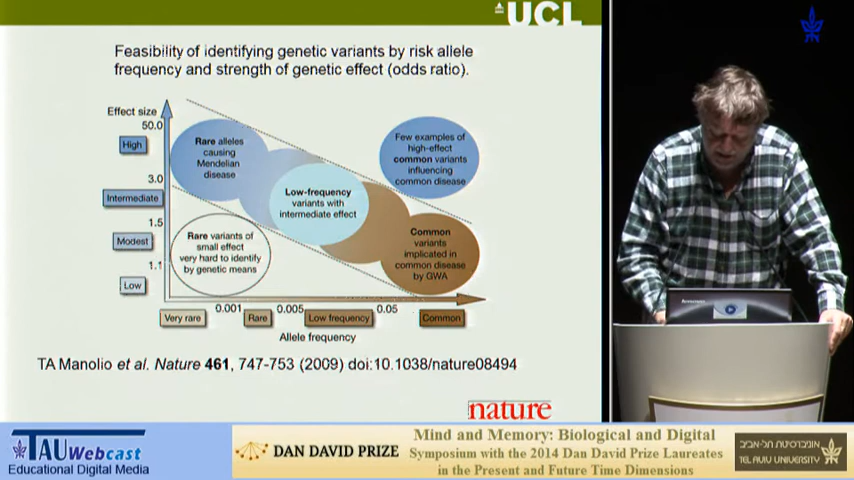 UCL
Feasibility of identifying genetic variants by risk allele
frequency and strength of genetic effect (odds ratio).
Effect size
50.0
High
3.0
Intermediate
1.5
Modest
1.1
Low
Rare alleles
causing
Mendelian
disease
Few examples of
high-effect
common variants
influencing
common disease
Low-frequency
variants with
intermediate effect
Rare variants of
small effect
very hard to identify
by genetic means
Common
variants
implicated in
common disease
by GWA
0.001
0.005
0.05
Very rare
Rare
Low frequency
Common
Allele frequency
TA Manolio et al. Nature 461, 747-753 (2009) doi:10.1038/nature08494
nature
TAU Webcast
Educational Digital Media
DAN DAVID PRIZE
Mind and Memory: Biological and Digital
Symposium with the 2014 Dan David Prize Laureates
in the Present and Future Time Dimensions
אוניברסיטת תל-אביב
TEL AVIV UNIVERSITY